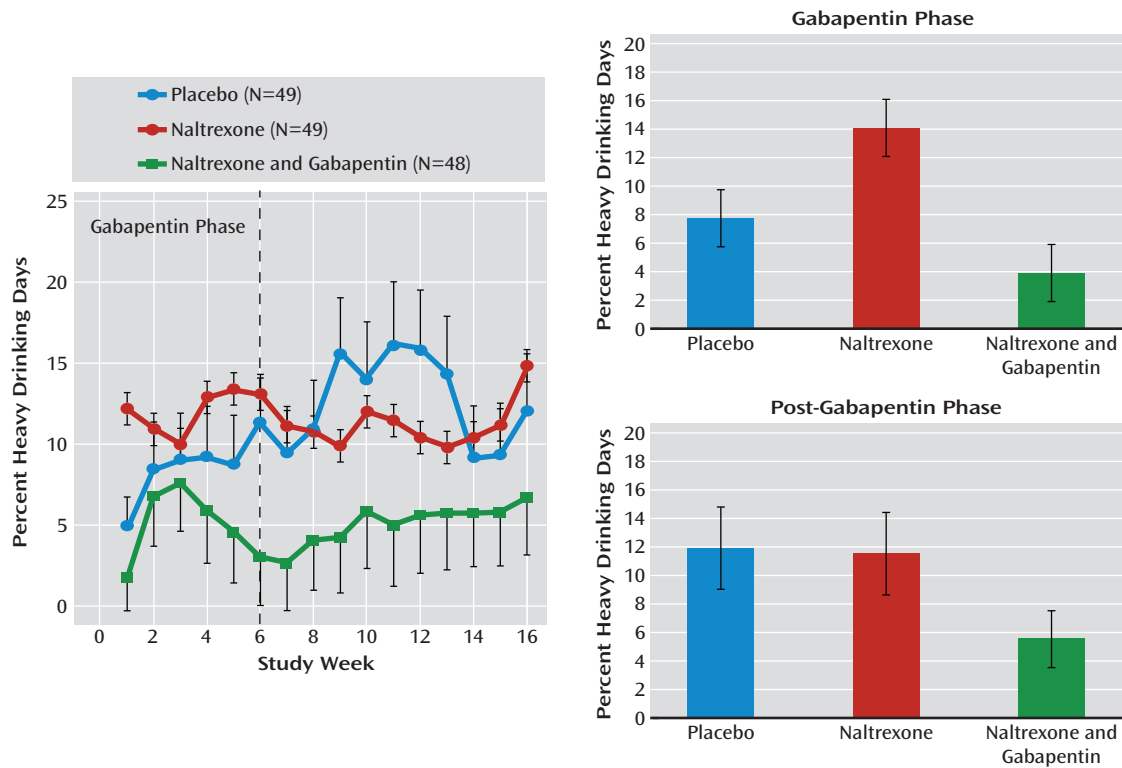 Placebo (N=49)
Naltrexone (N=49)
Naltrexone and Gabapentin (N=48)
Percent Heavy Drinking Days
25
20
15
10
5
0
Gabapentin Phase
0 2 4 6 8 10 12 14 16
Study Week
Gabapentin Phase
Percent Heavy Drinking Days
20
18
16
14
12
10
8
6
4
2
0
Placebo Naltrexone Naltrexone and
Gabapentin
Post-Gabapentin Phase
Percent Heavy Drinking Days
20
18
16
14
12
10
8
6
4
2
0
Placebo Naltrexone Naltrexone and
Gabapentin